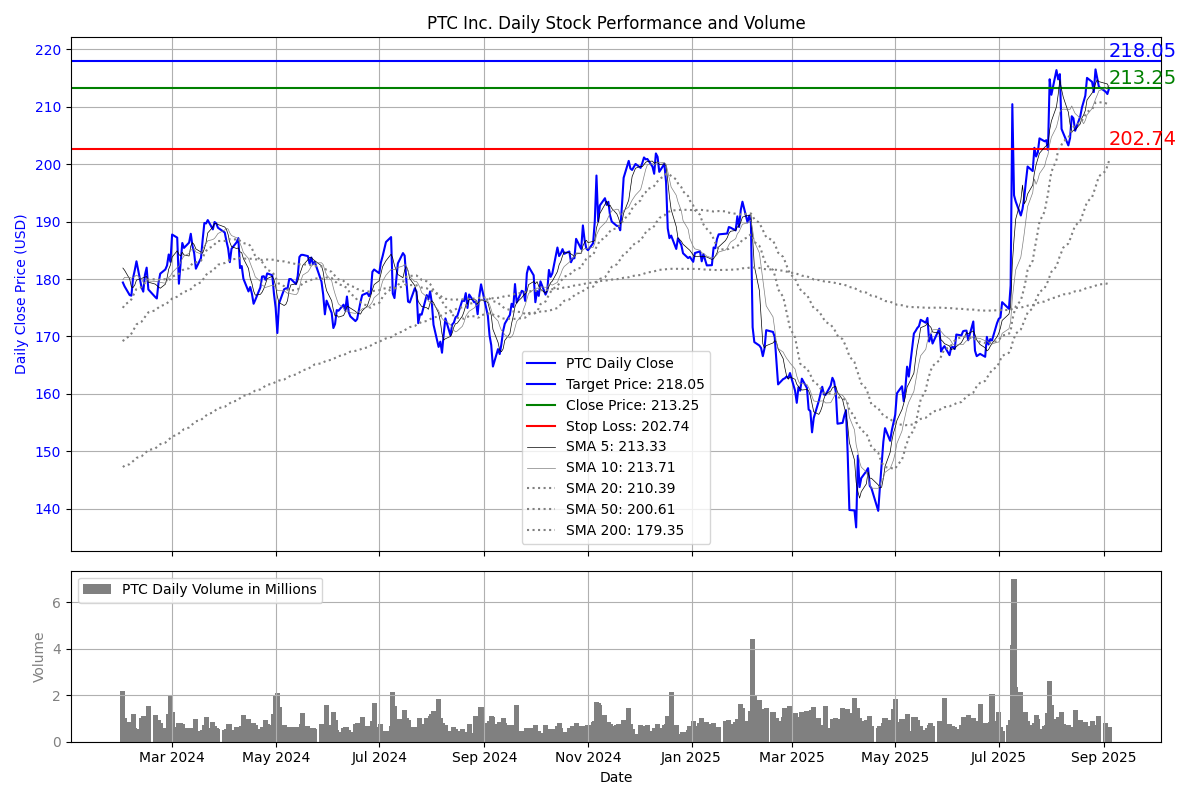 PTC Inc. Daily Stock Performance and Volume
220
210
200
190
180
170
160
150
140
Daily Close Price (USD)
218.05
213.25
202.74
PTC Daily Close
Target Price: 218.05
Close Price: 213.25
Stop Loss: 202.74
SMA 5: 213.33
SMA 10: 213.71
SMA 20: 210.39
SMA 50: 200.61
SMA 200: 179.35
PTC Daily Volume in Millions
6
4
2
0
Volume
Mar 2024
May 2024
Jul 2024
Sep 2024
Nov 2024
Jan 2025
Mar 2025
May 2025
Jul 2025
Sep 2025
Date